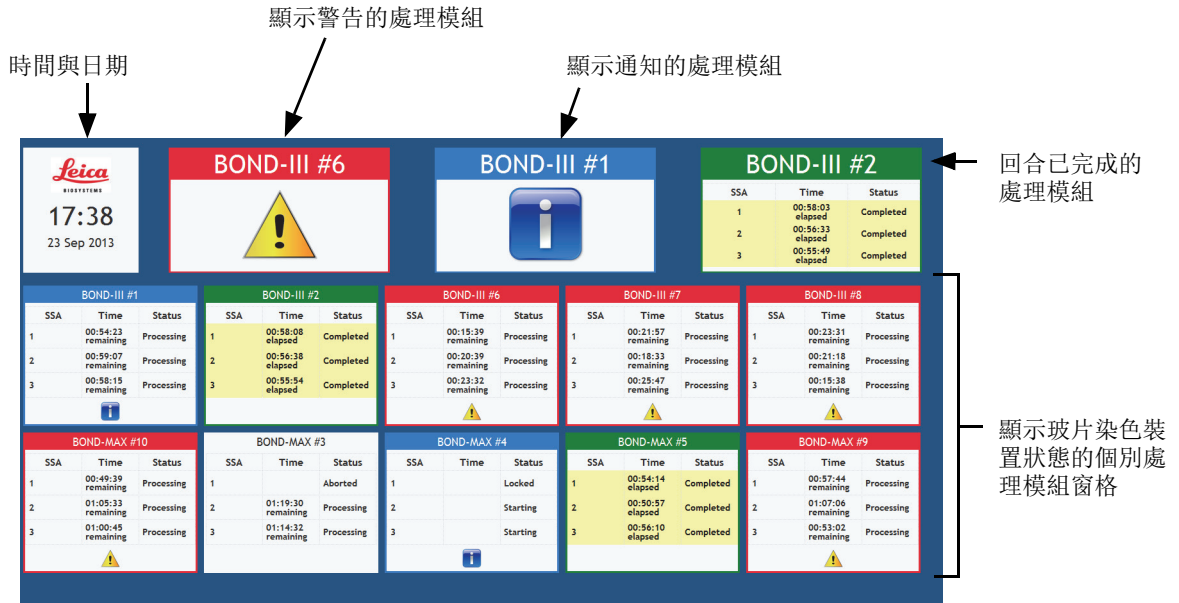 顯示警告的處理模組
時間與日期
顯示通知的處理模組
Leica
BIOSYSTEMS
17:38
23 Sep 2013
BOND-III #6
BOND-III #1
BOND-III #2
SSA Time Status
1 00:58:03 elapsed Completed
2 00:56:33 elapsed Completed
3 00:55:49 elapsed Completed
回合已完成的
處理模組
BOND-III #1
SSA Time Status
1 00:54:23 remaining Processing
2 00:59:07 remaining Processing
3 00:58:15 remaining Processing
BOND-III #2
SSA Time Status
1 00:58:08 elapsed Completed
2 00:56:38 elapsed Completed
3 00:55:54 elapsed Completed
BOND-III #6
SSA Time Status
1 00:15:39 remaining Processing
2 00:20:39 remaining Processing
3 00:23:32 remaining Processing
BOND-III #7
SSA Time Status
1 00:21:57 remaining Processing
2 00:18:33 remaining Processing
3 00:25:47 remaining Processing
BOND-III #8
SSA Time Status
1 00:23:31 remaining Processing
2 00:21:18 remaining Processing
3 00:15:38 remaining Processing
BOND-MAX #10
SSA Time Status
1 00:49:39 remaining Processing
2 01:05:33 remaining Processing
3 01:00:45 remaining Processing
BOND-MAX #3
SSA Time Status
1 Aborted
2 01:19:30 remaining Processing
3 01:14:32 remaining Processing
BOND-MAX #4
SSA Time Status
1 Locked
2 Starting
3 Starting
BOND-MAX #5
SSA Time Status
1 00:54:14 elapsed Completed
2 00:50:57 elapsed Completed
3 00:56:10 elapsed Completed
BOND-MAX #9
SSA Time Status
1 00:57:44 remaining Processing
2 01:07:06 remaining Processing
3 00:53:02 remaining Processing
顯示玻片染色裝
置狀態的個別處
理模組窗格